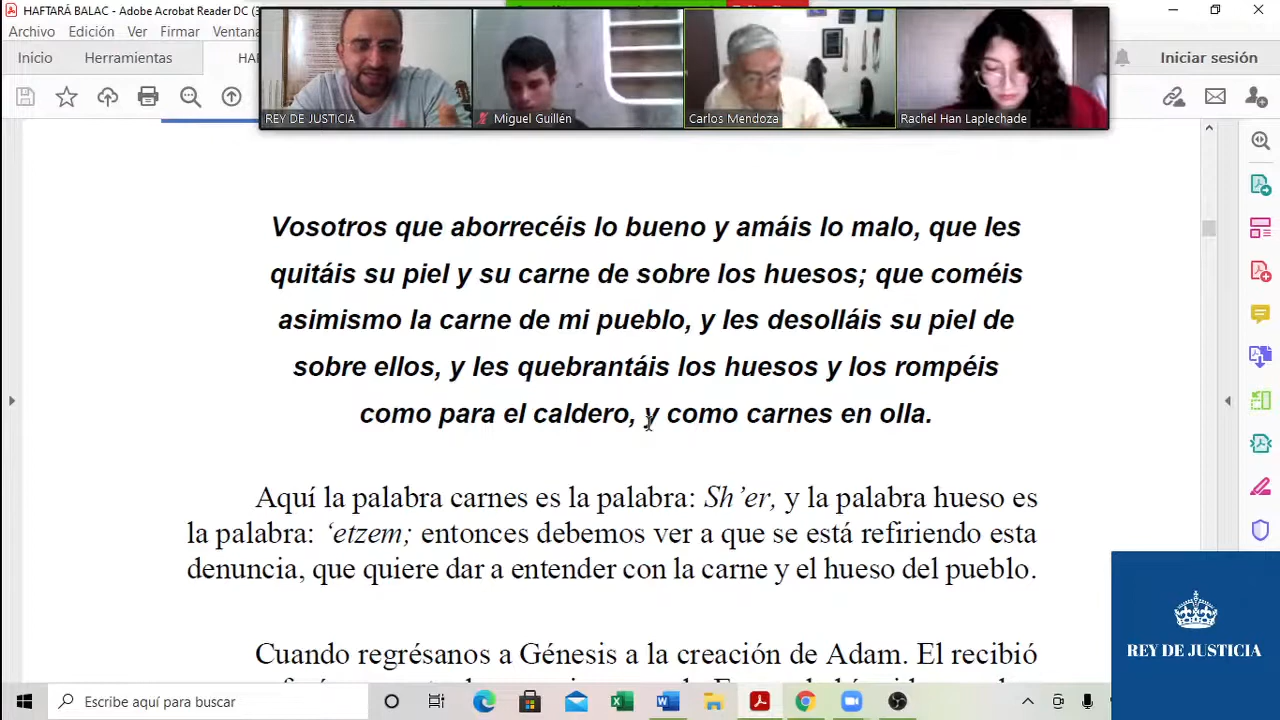 HAFTARÁ BALAC - Adobe Acrobat Reader DC (3
Archivo Edición Ver Firmar Ventana
Inicio Herramientas HA Iniciar sesión
REY DE JUSTICIA
Miguel Guillén
Carlos Mendoza
Rachel Han Laplechade
Vosotros que aborrecéis lo bueno y amáis lo malo, que les
quitáis su piel y su carne de sobre los huesos; que coméis
asimismo la carne de mi pueblo, y les desolláis su piel de
sobre ellos, y les quebrantáis los huesos y los rompéis
como para el caldero, y como carnes en olla.
Aquí la palabra carnes es la palabra: Sh’er, y la palabra hueso es
la palabra: ‘etzem; entonces debemos ver a que se está refiriendo esta
denuncia, que quiere dar a entender con la carne y el hueso del pueblo.
Cuando regrésanos a Génesis a la creación de Adam. El recibió
REY DE JUSTICIA
Escribe aquí para buscar